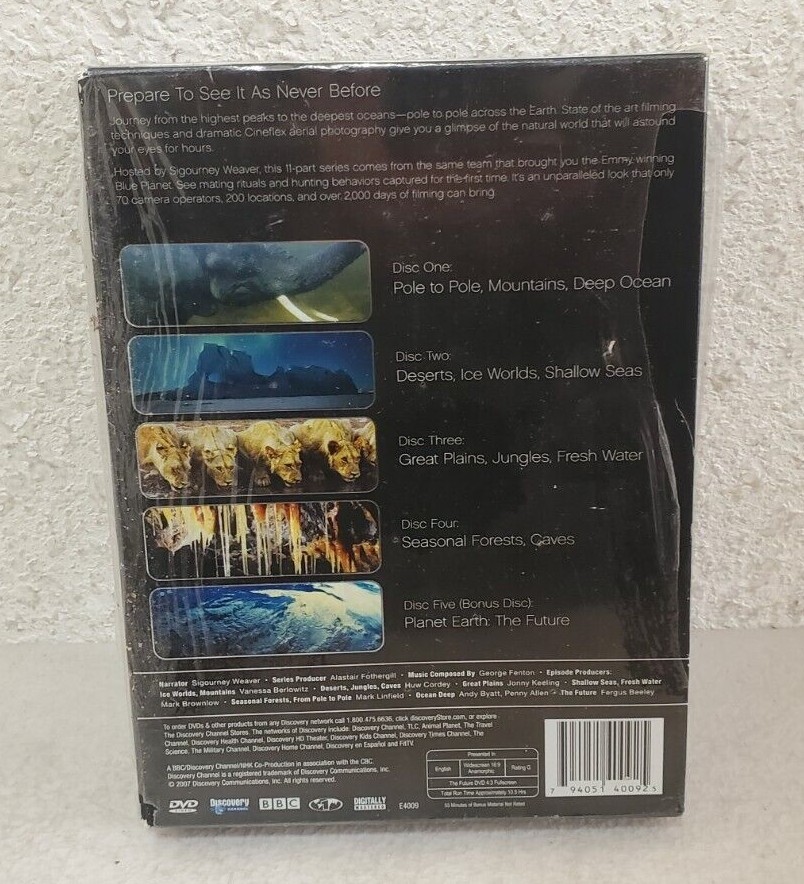 Prepare To See It As Never Before
Journey from the highest peaks to the deepest oceans—pole to pole across the Earth. State of the art filming
techniques and dramatic Cineflex aerial photography give you a glimpse of the natural world that will astound
your eyes for hours.
Hosted by Sigourney Weaver, this 11-part series comes from the same team that brought you the Emmy winning
Blue Planet. See mating rituals and hunting behaviors captured for the first time. It's an unparalleled look that only
70 camera operators, 200 locations, and over 2,000 days of filming can bring.
Disc One:
Pole to Pole, Mountains, Deep Ocean
Disc Two:
Deserts, Ice Worlds, Shallow Seas
Disc Three:
Great Plains, Jungles, Fresh Water
Disc Four:
Seasonal Forests, Caves
Disc Five (Bonus Disc):
Planet Earth: The Future
Narrator Sigourney Weaver • Series Producer Alastair Fothergill • Music Composed By George Fenton • Episode Producers:
Ice Worlds, Mountains Vanessa Berlowitz • Deserts, Jungles, Caves Huw Cordey • Great Plains Jonny Keeling • Shallow Seas, Fresh Water
Mark Brownlow • Seasonal Forests, From Pole to Pole Mark Linfield • Ocean Deep Andy Byatt, Penny Allen • The Future Fergus Beeley
To order DVDs & other products from any Discovery network call 1.800.475.6636, click discoveryStore.com, or explore
The Discovery Channel Stores. The networks of Discovery include: Discovery Channel, TLC, Animal Planet, The Travel
Channel, Discovery Health Channel, Discovery HD Theater, Discovery Kids Channel, Discovery Times Channel, The
Science, The Military Channel, Discovery Home Channel, Discovery en Español and FitTV.
A BBC/Discovery Channel/NHK Co-Production in association with the CBC.
Discovery Channel is a registered trademark of Discovery Communications, Inc.
© 2007 Discovery Communications, Inc. All rights reserved.
Presented In
English
Widescreen 16:9
Anamorphic
Rating G
The Future DVD 4:3 Fullscreen
Total Run Time Approximately 10.5 Hrs.
50 Minutes of Bonus Material Not Rated
DVD VIDEO
Discovery CHANNEL
BBC
DIGITALLY MASTERED
E4009
7 94051 40092 3